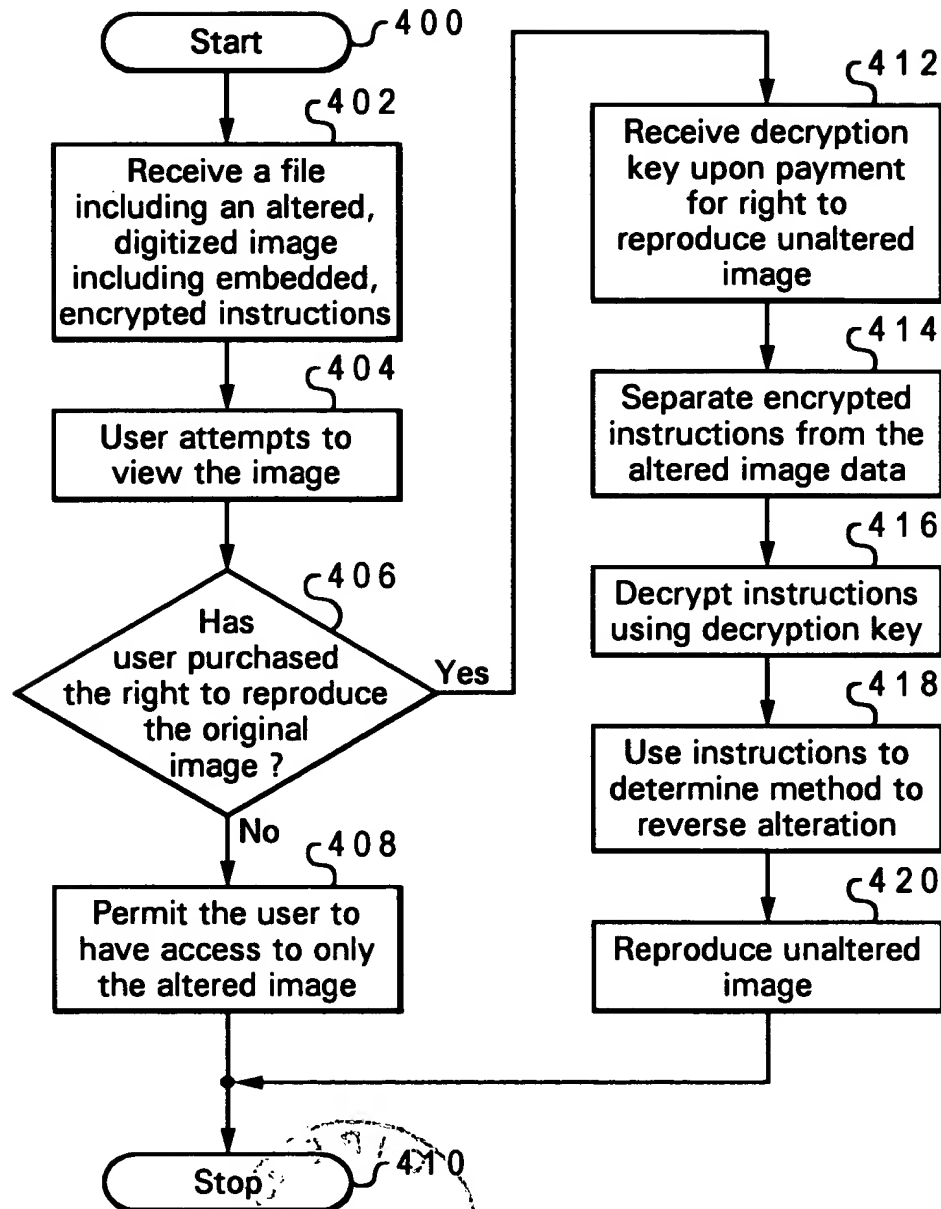 Start
400
402
Receive a file
including an altered,
digitized image
including embedded,
encrypted instructions
404
User attempts to
view the image
406
Has
user purchased
the right to reproduce
the original
image ?
Yes
No
408
Permit the user to
have access to only
the altered image
412
Receive decryption
key upon payment
for right to
reproduce unaltered
image
414
Separate encrypted
instructions from the
altered image data
416
Decrypt instructions
using decryption key
418
Use instructions to
determine method to
reverse alteration
420
Reproduce unaltered
image
Stop
410